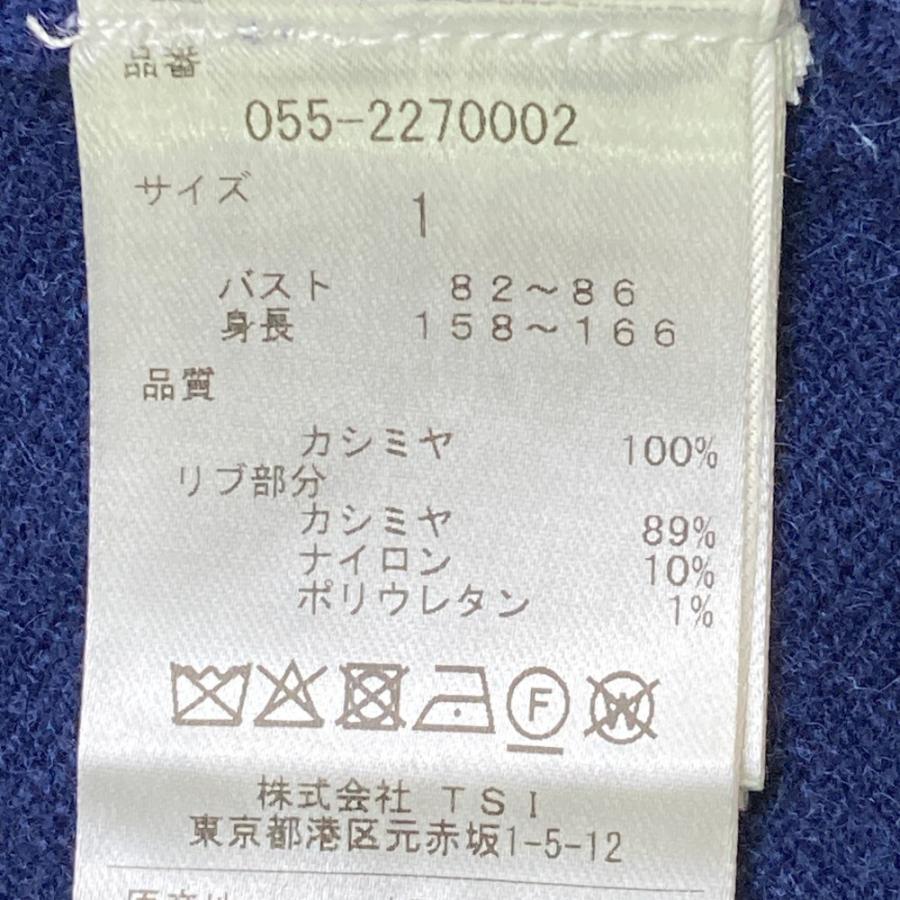 品番
055-2270002
サイズ 1
バスト 82～86
身長 158～166
品質
カシミヤ 100%
リブ部分
カシミヤ 89%
ナイロン 10%
ポリウレタン 1%
F W
株式会社 TSI
東京都港区元赤坂1-5-12